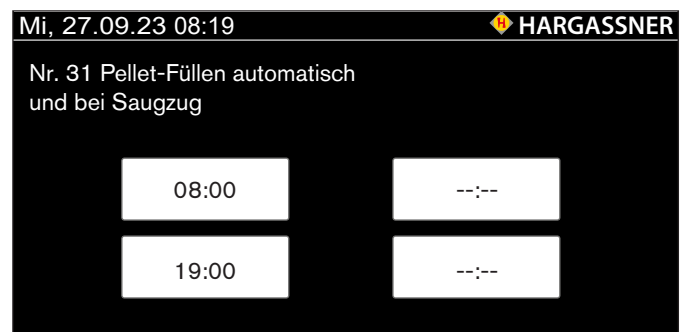 Mi, 27.09.23 08:19 HARGASSNER
Nr. 31 Pellet-Füllen automatisch
und bei Saugzug
08:00 --:--
19:00 --:--